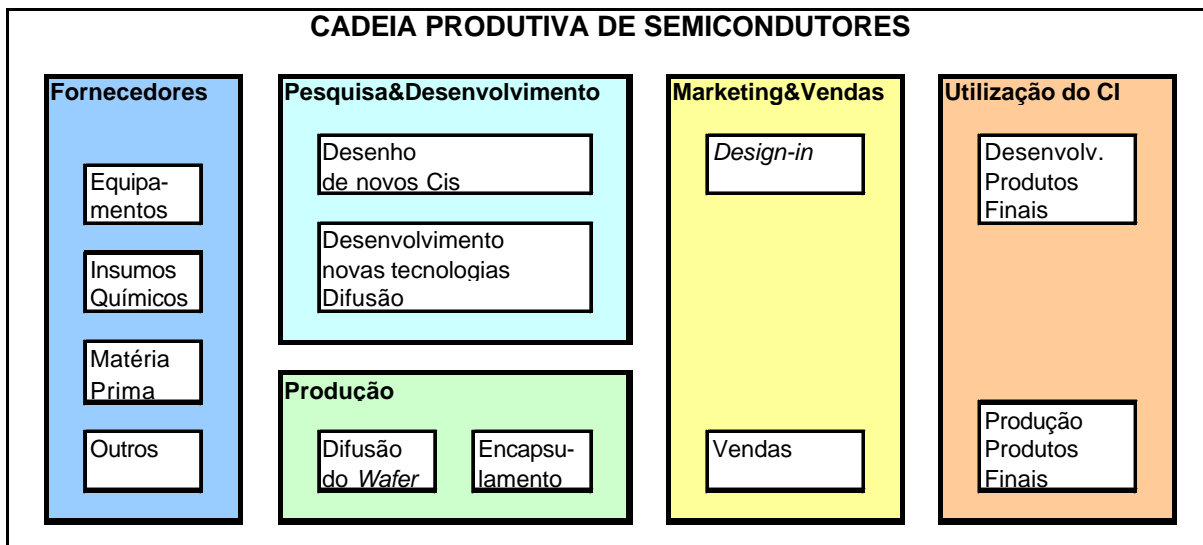 CADEIA PRODUTIVA DE SEMICONDUTORES
Fornecedores
Equipa-
mentos
Insumos
Químicos
Matéria
Prima
Outros
Pesquisa&Desenvolvimento
Desenho
de novos Cis
Desenvolvimento
novas tecnologias
Difusão
Produção
Difusão
do Wafer
Encapsu-
lamento
Marketing&Vendas
Design-in
Vendas
Utilização do CI
Desenvolv.
Produtos
Finais
Produção
Produtos
Finais